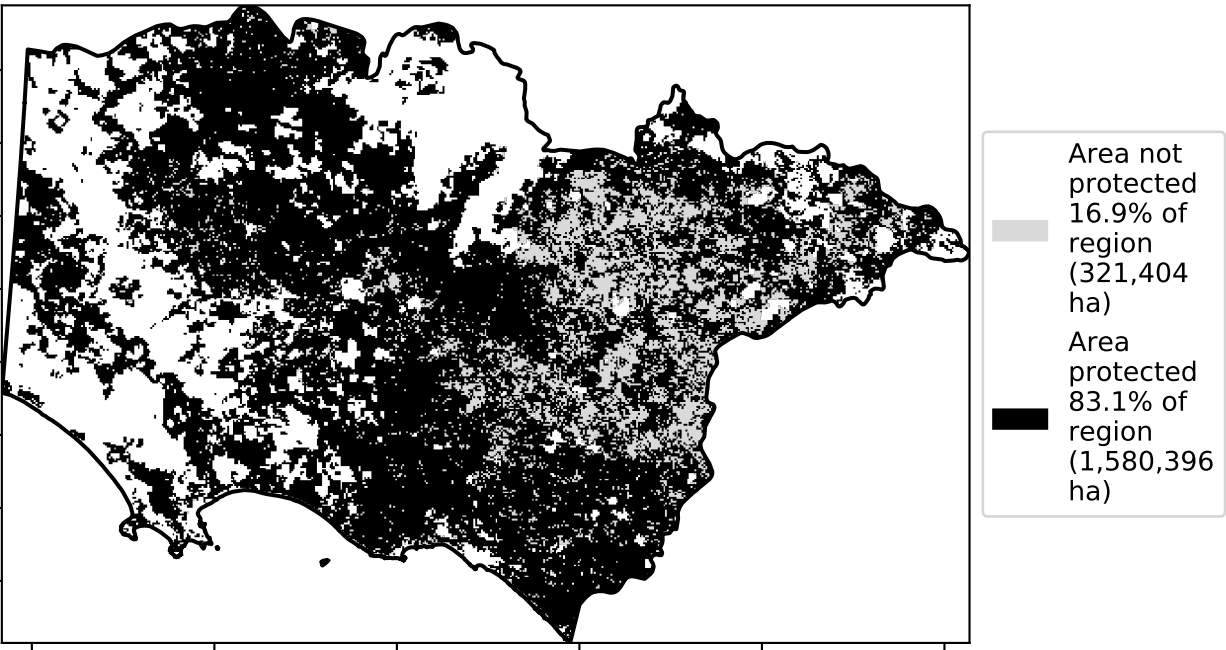 Area not
protected
16.9% of
region
(321,404
ha)
Area
protected
83.1% of
region
(1,580,396
ha)